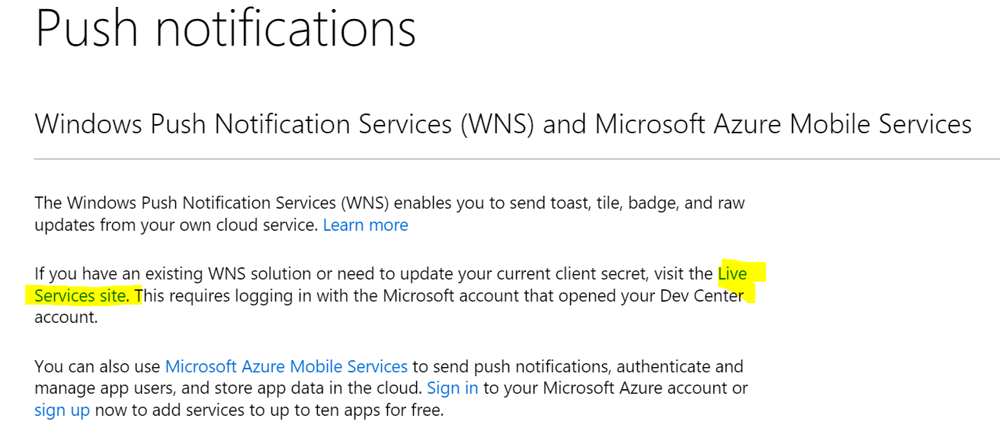 Push notifications
Windows Push Notification Services (WNS) and Microsoft Azure Mobile Services
The Windows Push Notification Services (WNS) enables you to send toast, tile, badge, and raw
updates from your own cloud service. Learn more
If you have an existing WNS solution or need to update your current client secret, visit the Live
Services site. This requires logging in with the Microsoft account that opened your Dev Center
account.
You can also use Microsoft Azure Mobile Services to send push notifications, authenticate and
manage app users, and store app data in the cloud. Sign in to your Microsoft Azure account or
sign up now to add services to up to ten apps for free.